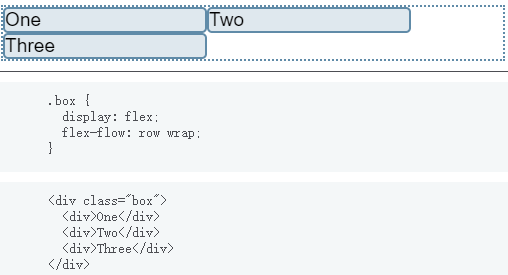 One Two
Three
.box {
display: flex;
flex-flow: row wrap;
}
<div class="box">
<div>One</div>
<div>Two</div>
<div>Three</div>
</div>